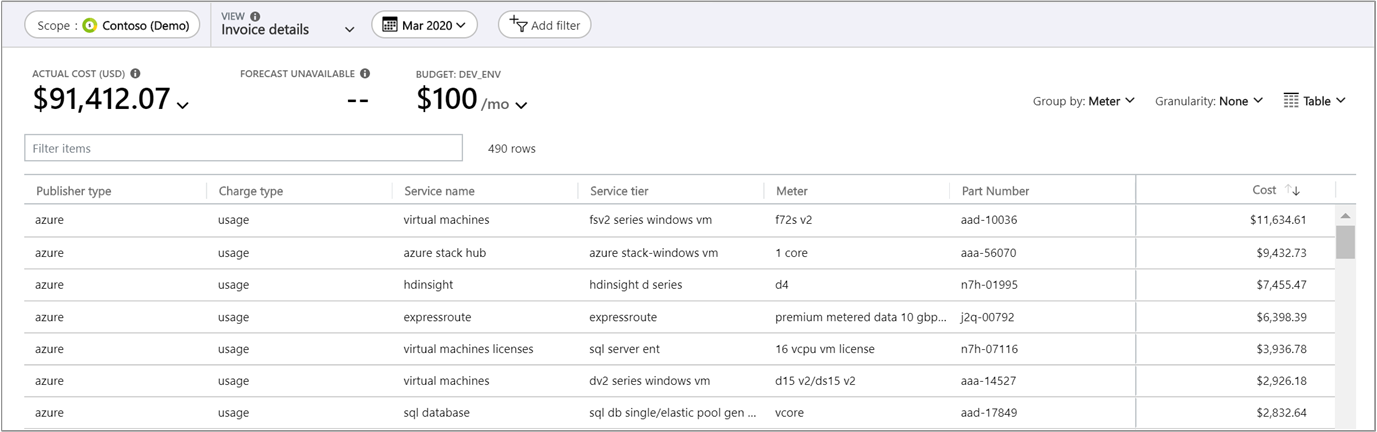 Scope : Contoso (Demo) VIEW Invoice details Mar 2020 Add filter
ACTUAL COST (USD) FORECAST UNAVAILABLE BUDGET: DEV_ENV
$91,412.07 -- $100 /mo Group by: Meter Granularity: None Table
Filter items 490 rows
Publisher type Charge type Service name Service tier Meter Part Number Cost
azure usage virtual machines fsv2 series windows vm f72s v2 aad-10036 $11,634.61
azure usage azure stack hub azure stack-windows vm 1 core aaa-56070 $9,432.73
azure usage hdinsight hdinsight d series d4 n7h-01995 $7,455.47
azure usage expressroute expressroute premium metered data 10 gbp... j2q-00792 $6,398.39
azure usage virtual machines licenses sql server ent 16 vcpu vm license n7h-07116 $3,936.78
azure usage virtual machines dv2 series windows vm d15 v2/ds15 v2 aaa-14527 $2,926.18
azure usage sql database sql db single/elastic pool gen ... vcore aad-17849 $2,832.64